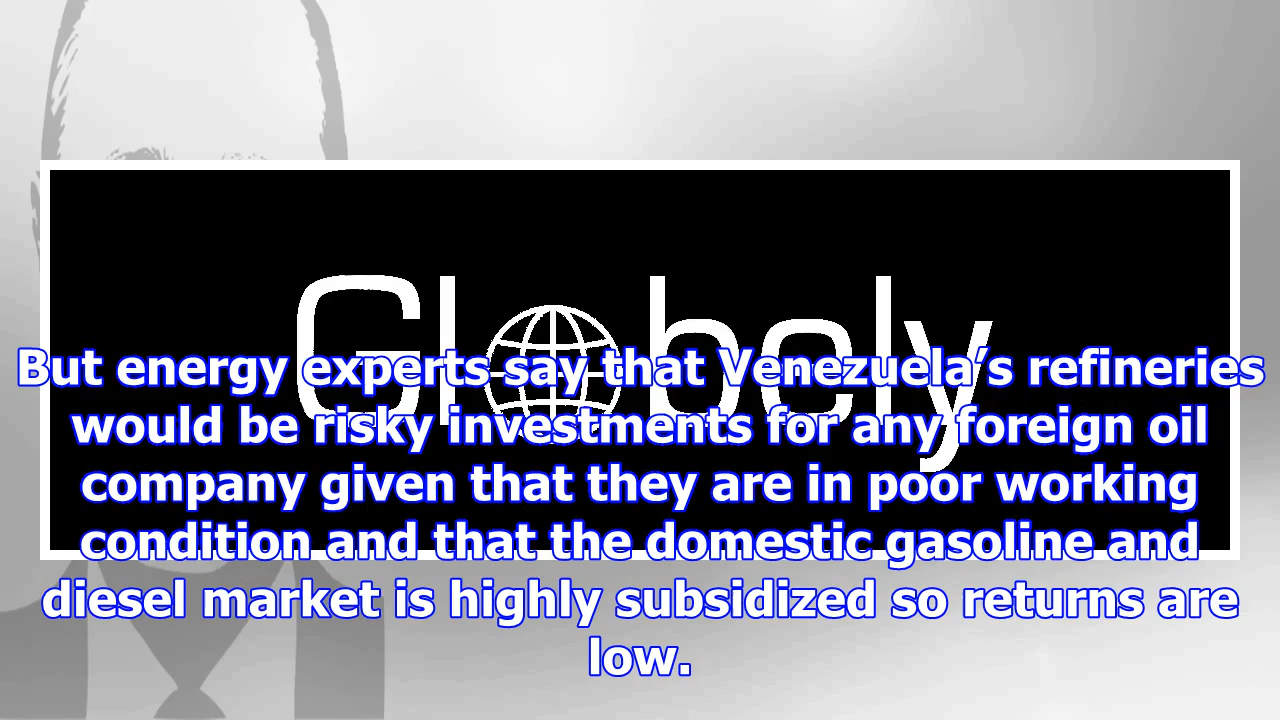 Globely
But energy experts say that Venezuela’s refineries
would be risky investments for any foreign oil
company given that they are in poor working
condition and that the domestic gasoline and
diesel market is highly subsidized so returns are
low.